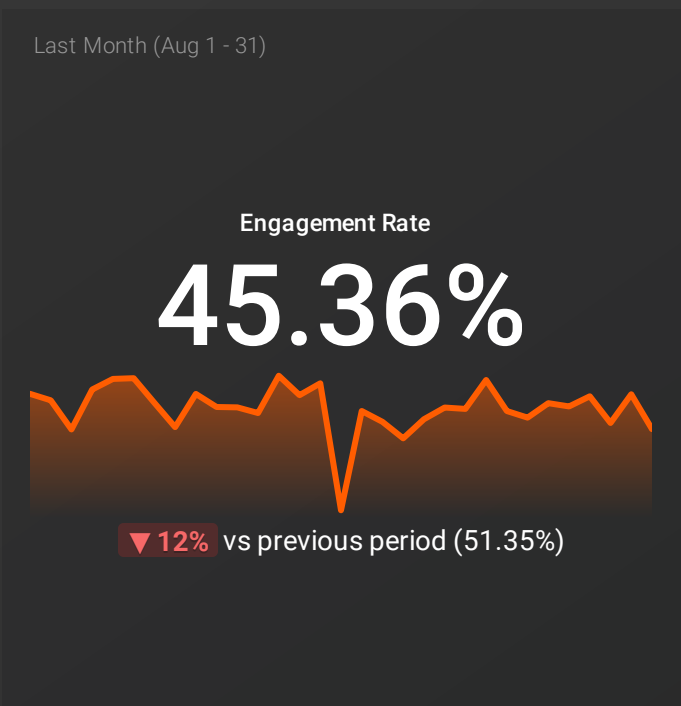 Last Month (Aug 1 - 31)
Engagement Rate
45.36%
▼ 12% vs previous period (51.35%)